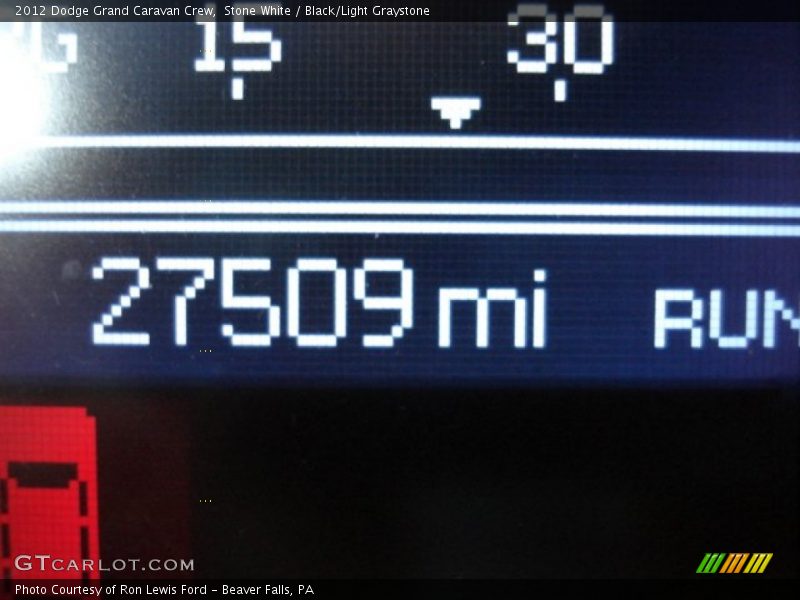 2012 Dodge Grand Caravan Crew, Stone White / Black/Light Graystone
15 30
27509 mi RUN
GTCARLOT.COM
Photo Courtesy of Ron Lewis Ford - Beaver Falls, PA